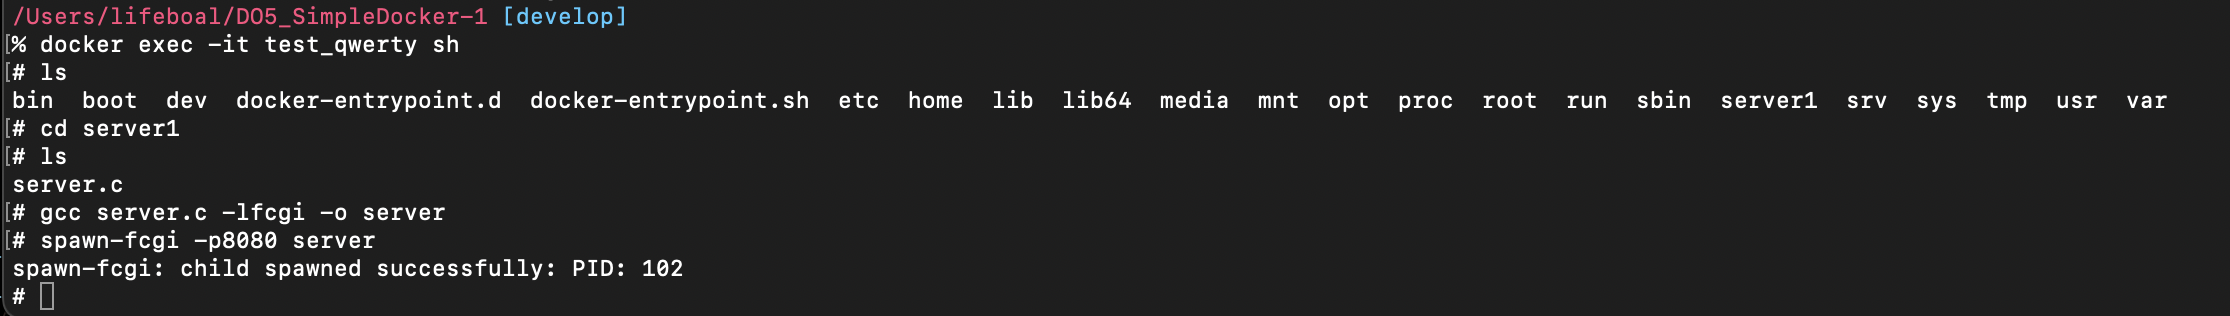 /Users/lifeboal/DO5_SimpleDocker-1 [develop]
[% docker exec -it test_qwerty sh
[# ls
bin  boot  dev  docker-entrypoint.d  docker-entrypoint.sh  etc  home  lib  lib64  media  mnt  opt  proc  root  run  sbin  server1  srv  sys  tmp  usr  var
[# cd server1
[# ls
server.c
[# gcc server.c -lfcgi -o server
[# spawn-fcgi -p8080 server
spawn-fcgi: child spawned successfully: PID: 102
#